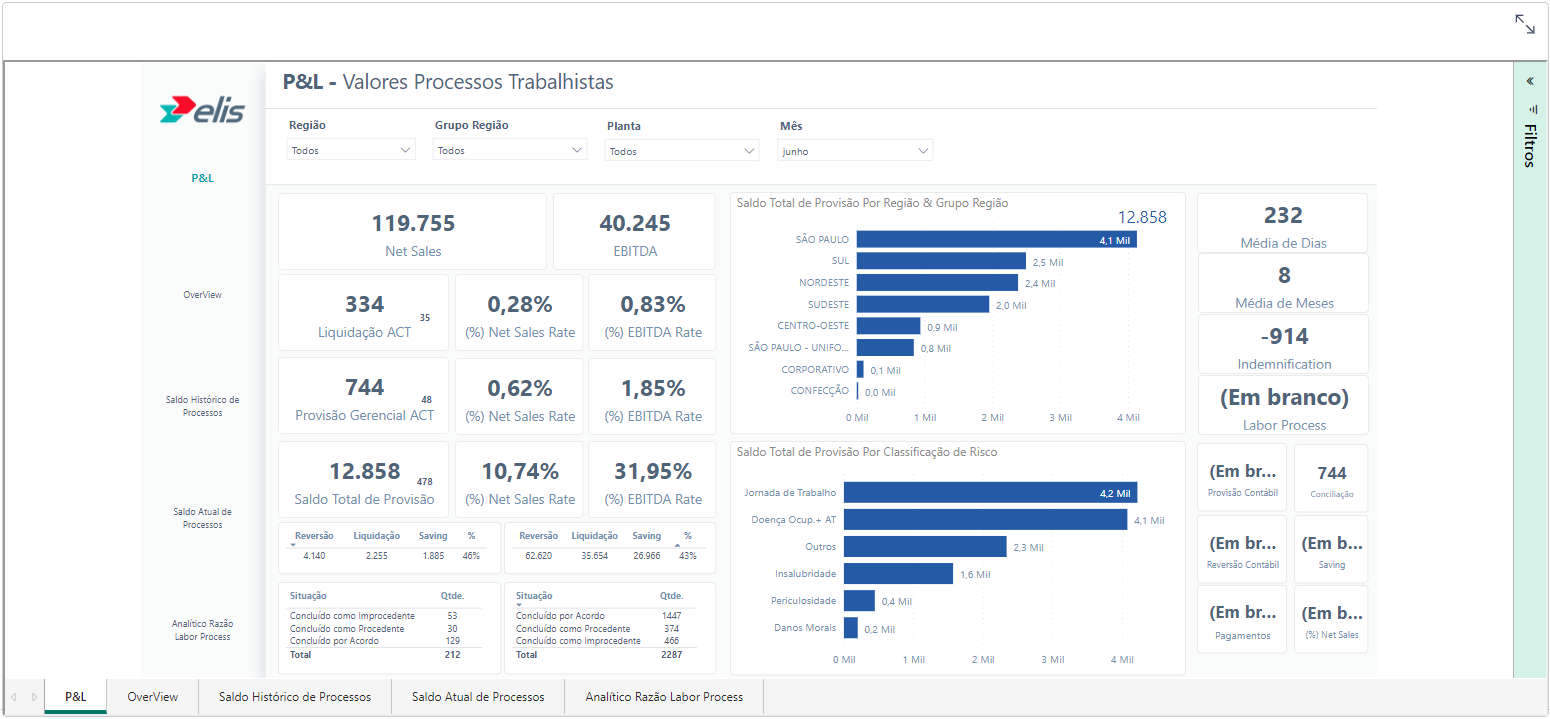 P&L - Valores Processos Trabalhistas
elis
Região
Todos
Grupo Região
Todos
Planta
Todos
Mês
junho
Filtros
P&L
OverView
Saldo Histórico de
Processos
Saldo Atual de
Processos
Analítico Razão
Labor Process
119.755
Net Sales
40.245
EBITDA
334
35
Liquidação ACT
0,28%
(%) Net Sales Rate
0,83%
(%) EBITDA Rate
744
48
Provisão Gerencial ACT
0,62%
(%) Net Sales Rate
1,85%
(%) EBITDA Rate
12.858
478
Saldo Total de Provisão
10,74%
(%) Net Sales Rate
31,95%
(%) EBITDA Rate
Reversão Liquidação Saving %
4.140 2.255 1.885 46%
Reversão Liquidação Saving %
62.620 35.654 26.966 43%
Situação Qtde.
Concluído como Improcedente 53
Concluído como Procedente 30
Concluído por Acordo 129
Total 212
Situação Qtde.
Concluído por Acordo 1447
Concluído como Procedente 374
Concluído como Improcedente 466
Total 2287
Saldo Total de Provisão Por Região & Grupo Região
12.858
SÃO PAULO 4,1 Mil
SUL 2,5 Mil
NORDESTE 2,4 Mil
SUDESTE 2,0 Mil
CENTRO-OESTE 0,9 Mil
SÃO PAULO - UNIFO... 0,8 Mil
CORPORATIVO 0,1 Mil
CONFECÇÃO 0,0 Mil
0 Mil 1 Mil 2 Mil 3 Mil 4 Mil
Saldo Total de Provisão Por Classificação de Risco
Jornada de Trabalho 4,2 Mil
Doença Ocup.+ AT 4,1 Mil
Outros 2,3 Mil
Insalubridade 1,6 Mil
Periculosidade 0,4 Mil
Danos Morais 0,2 Mil
0 Mil 1 Mil 2 Mil 3 Mil 4 Mil
232
Média de Dias
8
Média de Meses
-914
Indemnification
(Em branco)
Labor Process
(Em br...
Provisão Contábil
744
Conciliação
(Em br...
Reversão Contábil
(Em b...
Saving
(Em br...
Pagamentos
(Em b...
(%) Net Sales
P&L
OverView
Saldo Histórico de Processos
Saldo Atual de Processos
Analítico Razão Labor Process